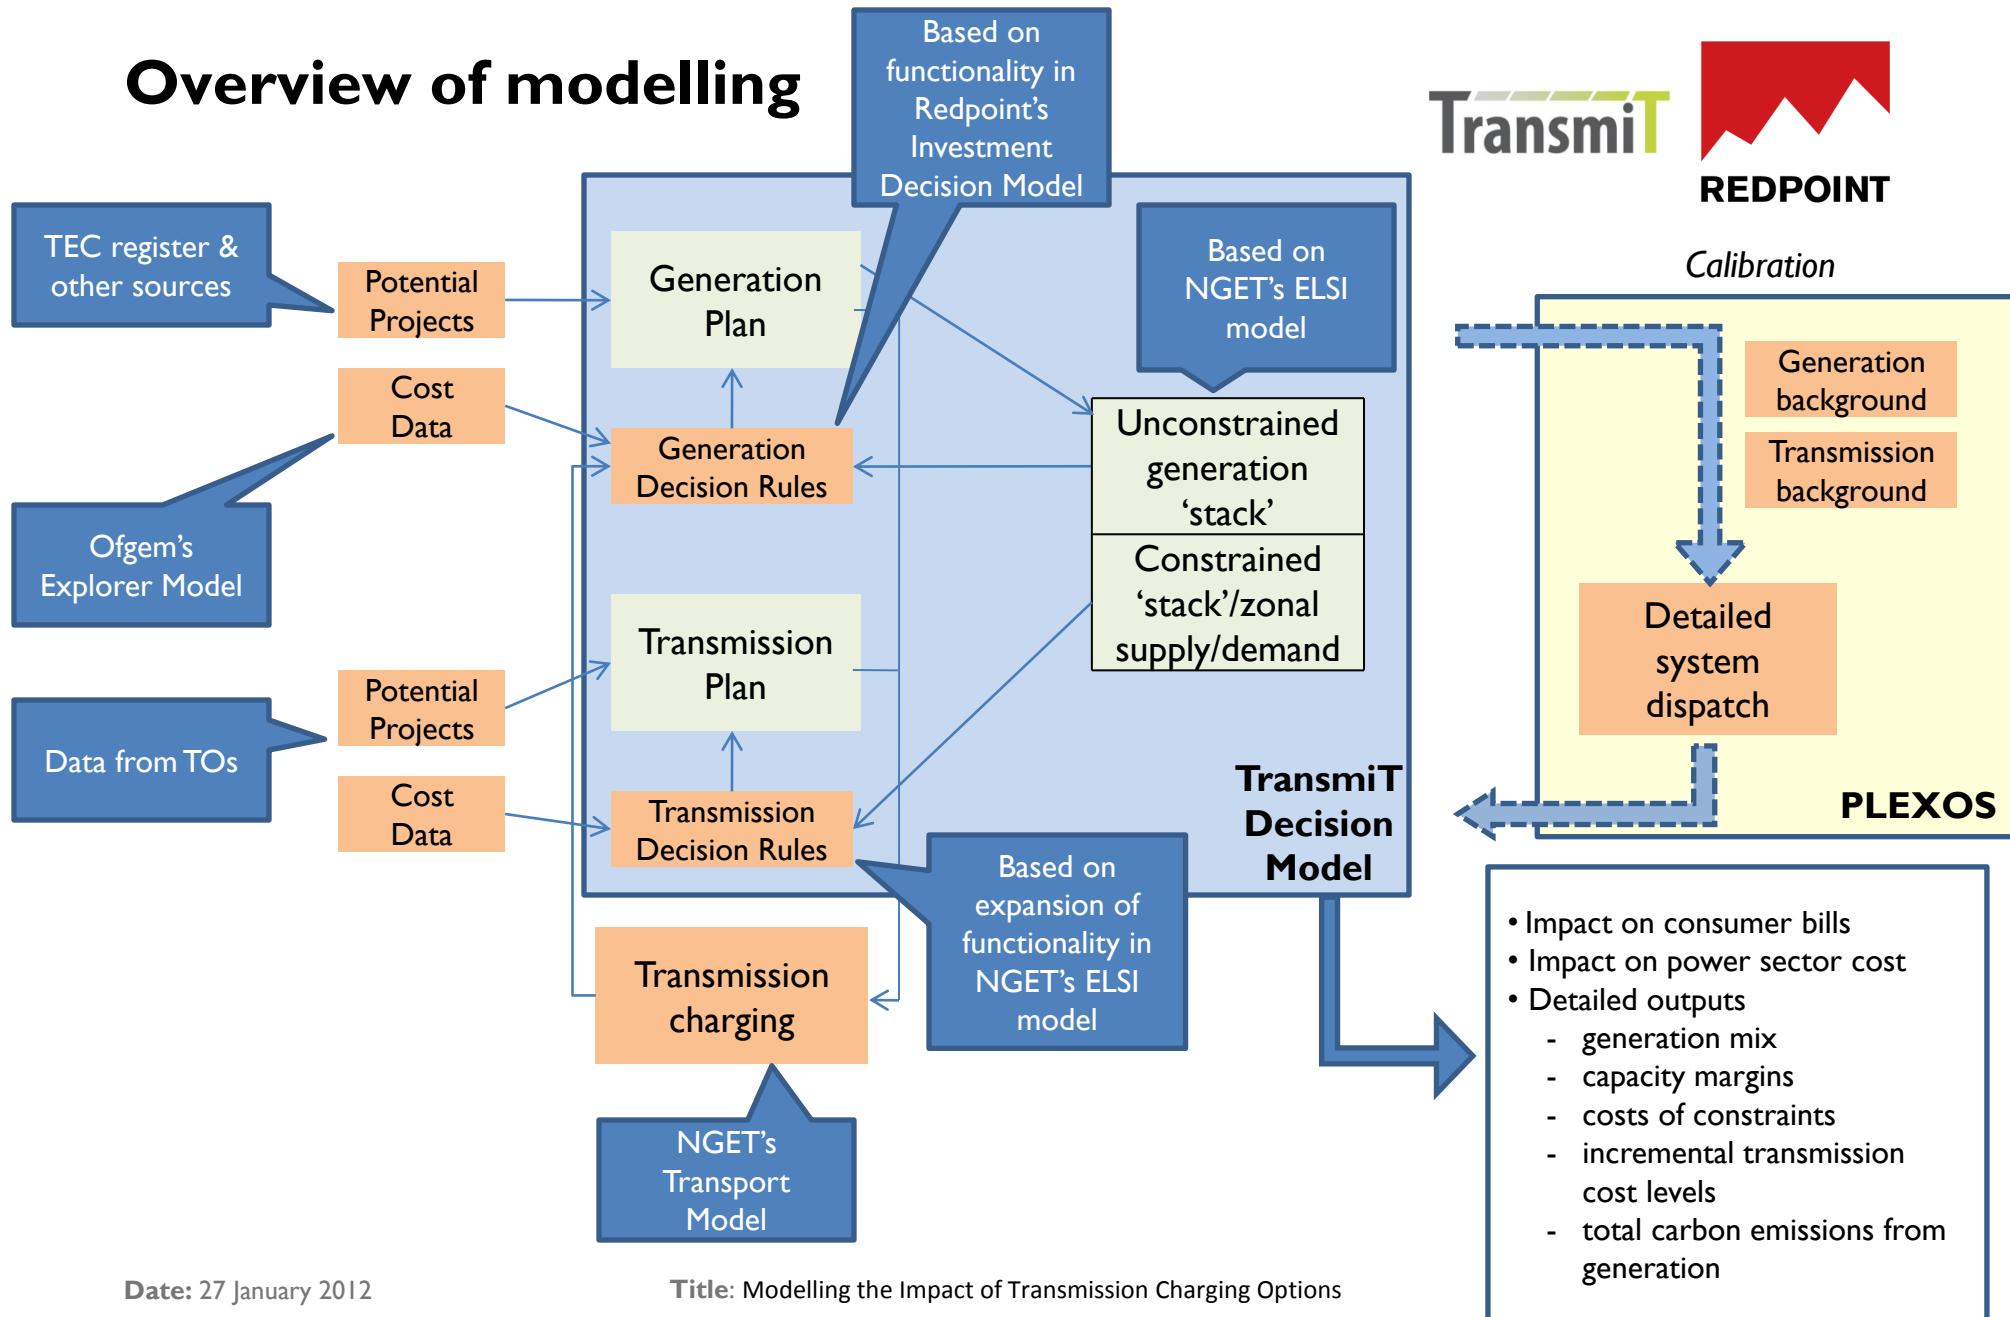 Overview of modelling
Based on
functionality in
Redpoint's
Investment
Decision Model
TransmiT
REDPOINT
TEC register &
other sources
Potential
Projects
Generation
Plan
Based on
NGET's ELSI
model
Calibration
Cost
Data
Generation
Decision Rules
Unconstrained
generation
'stack'
Constrained
'stack'/zonal
supply/demand
Generation
background
Transmission
background
Ofgem's
Explorer Model
Detailed
system
dispatch
Transmission
Plan
Potential
Projects
Data from TOs
Cost
Data
Transmission
Decision Rules
TransmiT
Decision
Model
PLEXOS
Based on
expansion of
functionality in
NGET's ELSI
model
Transmission
charging
NGET's
Transport
Model
• Impact on consumer bills
• Impact on power sector cost
• Detailed outputs
- generation mix
- capacity margins
- costs of constraints
- incremental transmission
cost levels
- total carbon emissions from
generation
Date: 27 January 2012
Title: Modelling the Impact of Transmission Charging Options